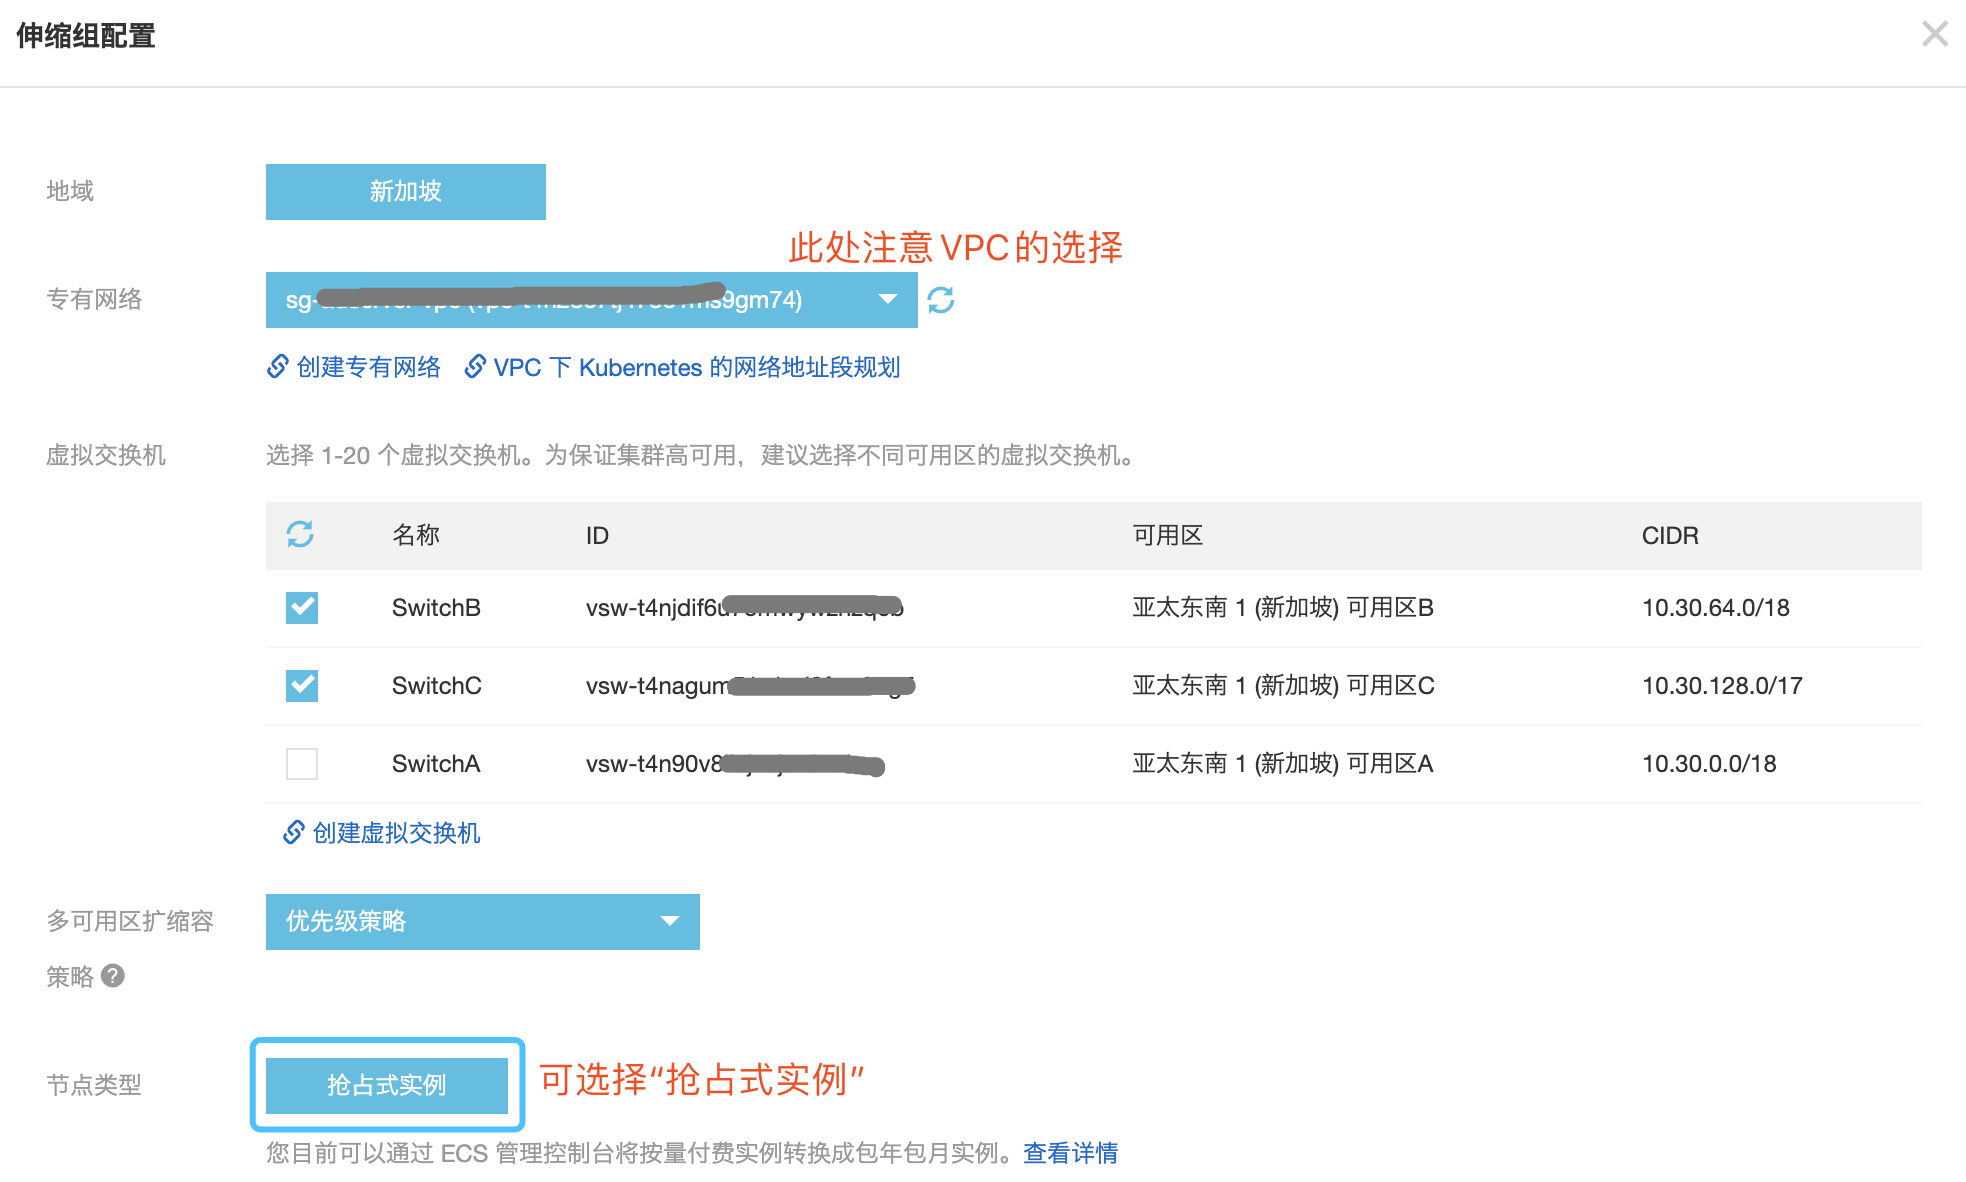 伸缩组配置
地域
新加坡
此处注意VPC的选择
专有网络
sg- s9gm74)
创建专有网络 VPC 下 Kubernetes 的网络地址段规划
虚拟交换机
选择 1-20 个虚拟交换机。为保证集群高可用，建议选择不同可用区的虚拟交换机。
名称 ID 可用区 CIDR
SwitchB vsw-t4njdif6u 亚太东南 1 (新加坡) 可用区B 10.30.64.0/18
SwitchC vsw-t4nagum 亚太东南 1 (新加坡) 可用区C 10.30.128.0/17
SwitchA vsw-t4n90v8 亚太东南 1 (新加坡) 可用区A 10.30.0.0/18
创建虚拟交换机
多可用区扩缩容
策略 ?
优先级策略
节点类型
抢占式实例
可选择“抢占式实例”
您目前可以通过 ECS 管理控制台将按量付费实例转换成包年包月实例。查看详情